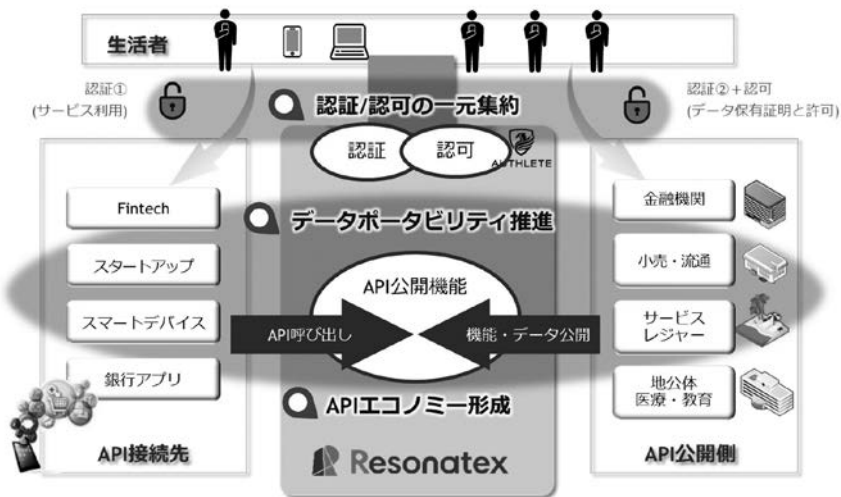 生活者
認証①
(サービス利用)
認証/認可の一元集約
認証②+認可
(データ保有証明と許可)
認証
認可
AUTHLETE
Fintech
スタートアップ
スマートデバイス
銀行アプリ
API接続先
データポータビリティ推進
API公開機能
API呼び出し
機能・データ公開
APIエコノミー形成
Resonatex
金融機関
小売・流通
サービス
レジャー
地公体
医療・教育
API公開側